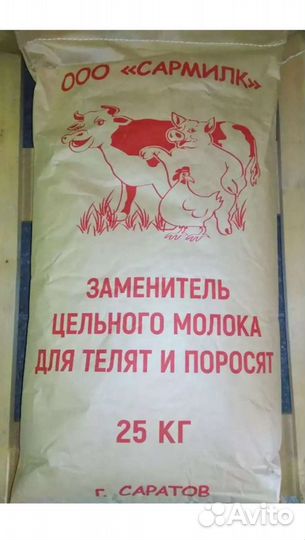 ООО «САРМИЛК»
ЗАМЕНИТЕЛЬ
ЦЕЛЬНОГО МОЛОКА
ДЛЯ ТЕЛЯТ И ПОРОСЯТ
25 КГ
г. САРАТОВ
Avito